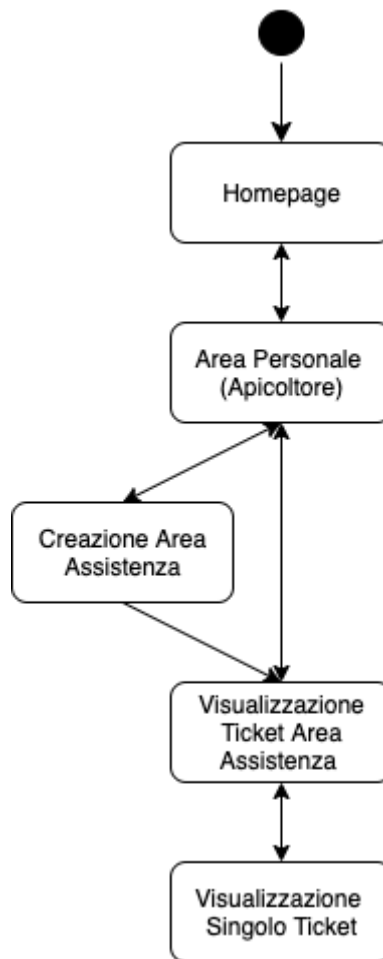 Homepage
Area Personale
(Apicoltore)
Creazione Area
Assistenza
Visualizzazione
Ticket Area
Assistenza
Visualizzazione
Singolo Ticket